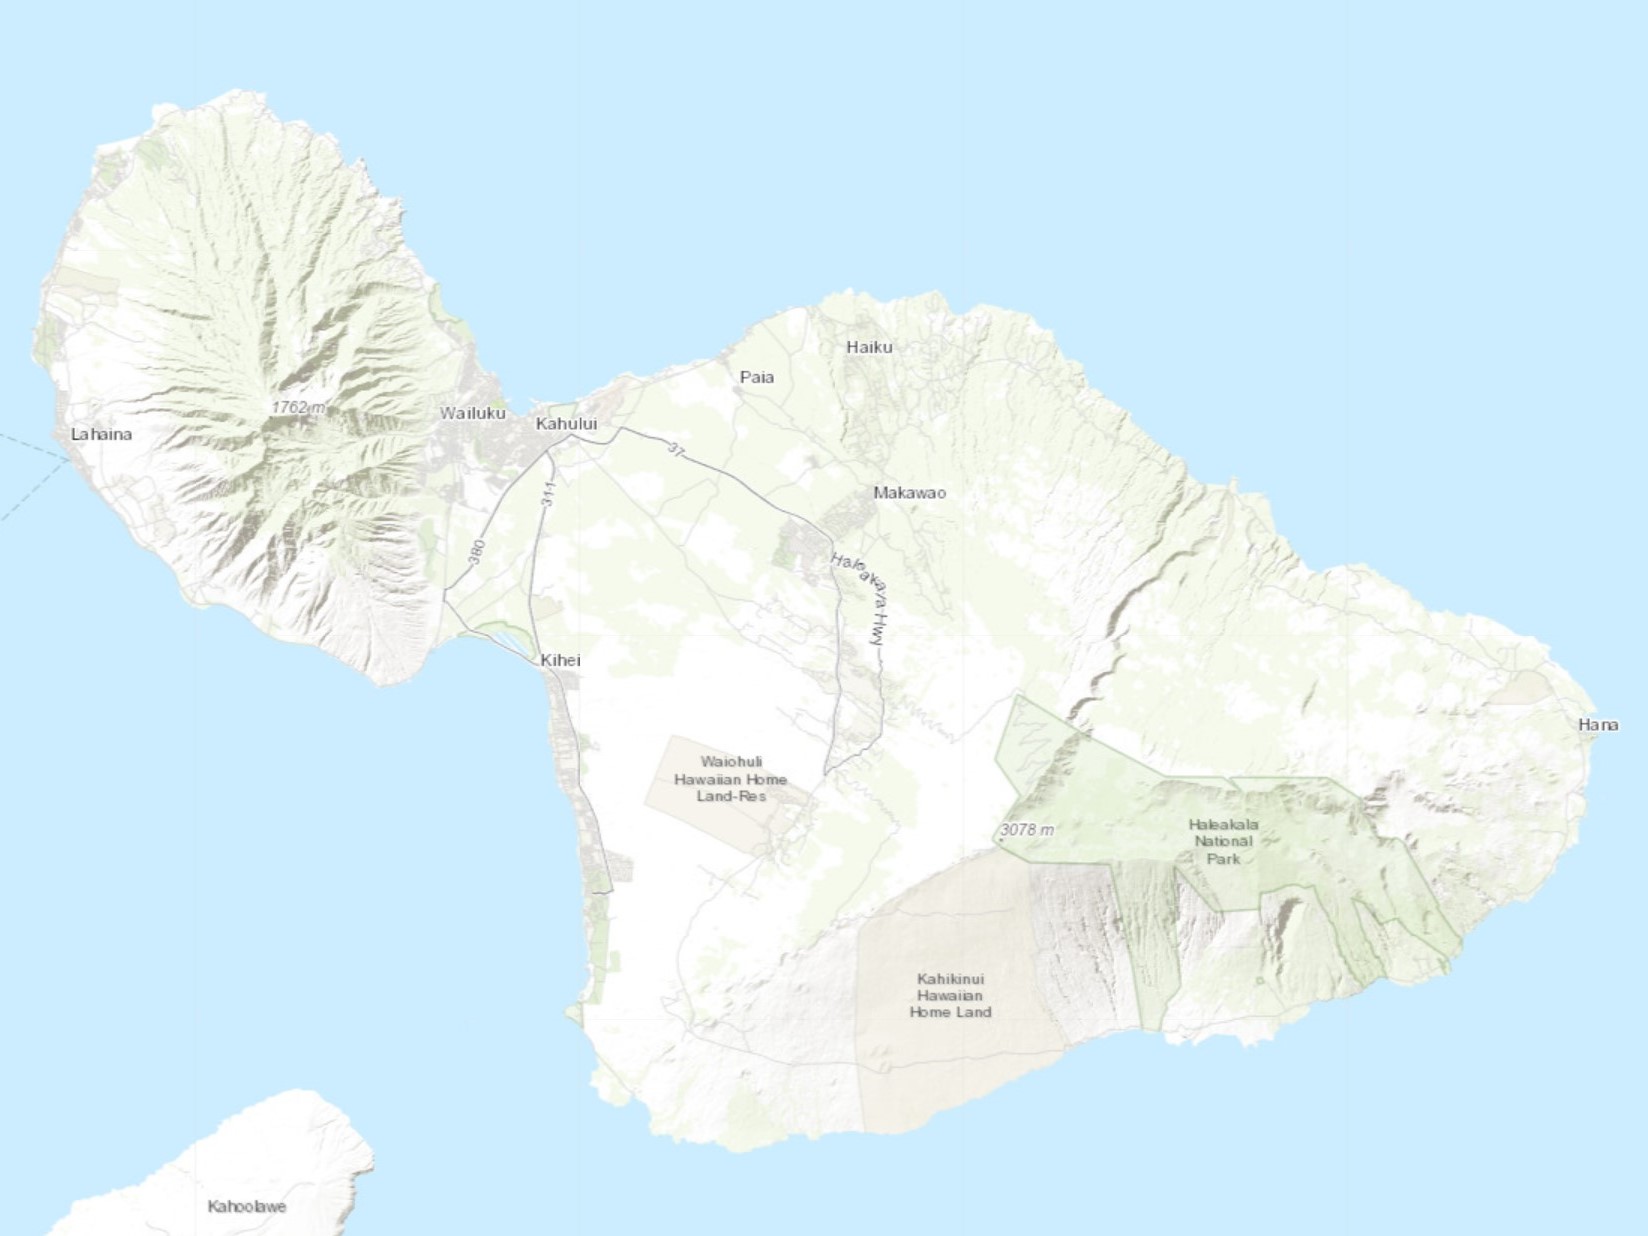 Haiku
Paia
1762 m
Wailuku
Kahului
Lahaina
37
Makawao
311
380
Haleakala Hwy
Kihei
Hana
Waiohuli
Hawaiian Home
Land-Res
3078 m
Haleakala
National
Park
Kahikinui
Hawaiian
Home Land
Kahoolawe